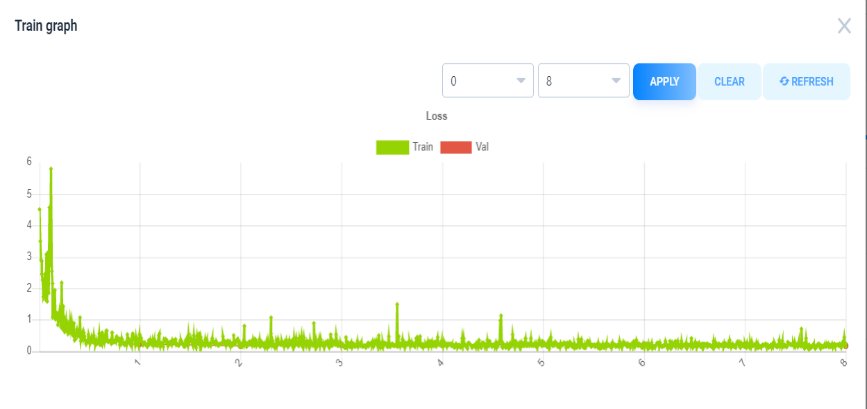 Train graph
0
8
APPLY
CLEAR
REFRESH
Loss
Train
Val
6
5
4
3
2
1
0
1
2
3
4
5
6
7
8